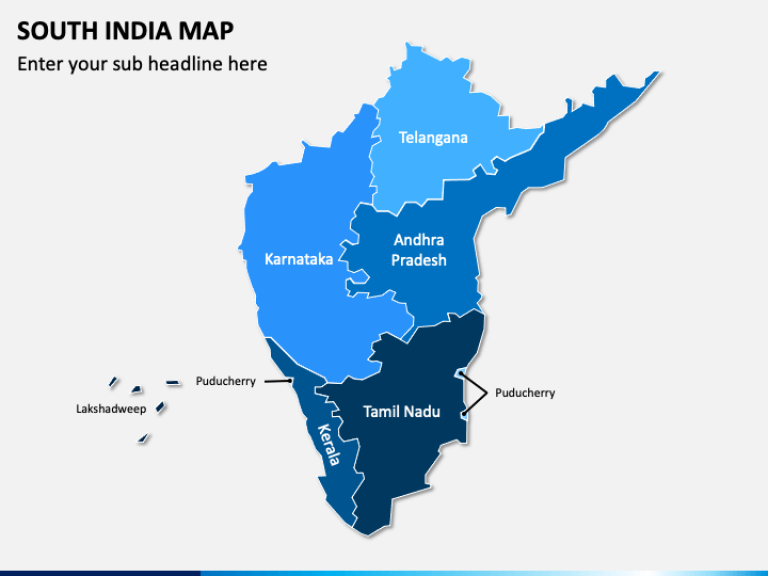 SOUTH INDIA MAP
Enter your sub headline here
Telangana
Andhra
Pradesh
Karnataka
Puducherry
Puducherry
Lakshadweep
Tamil Nadu
Kerala